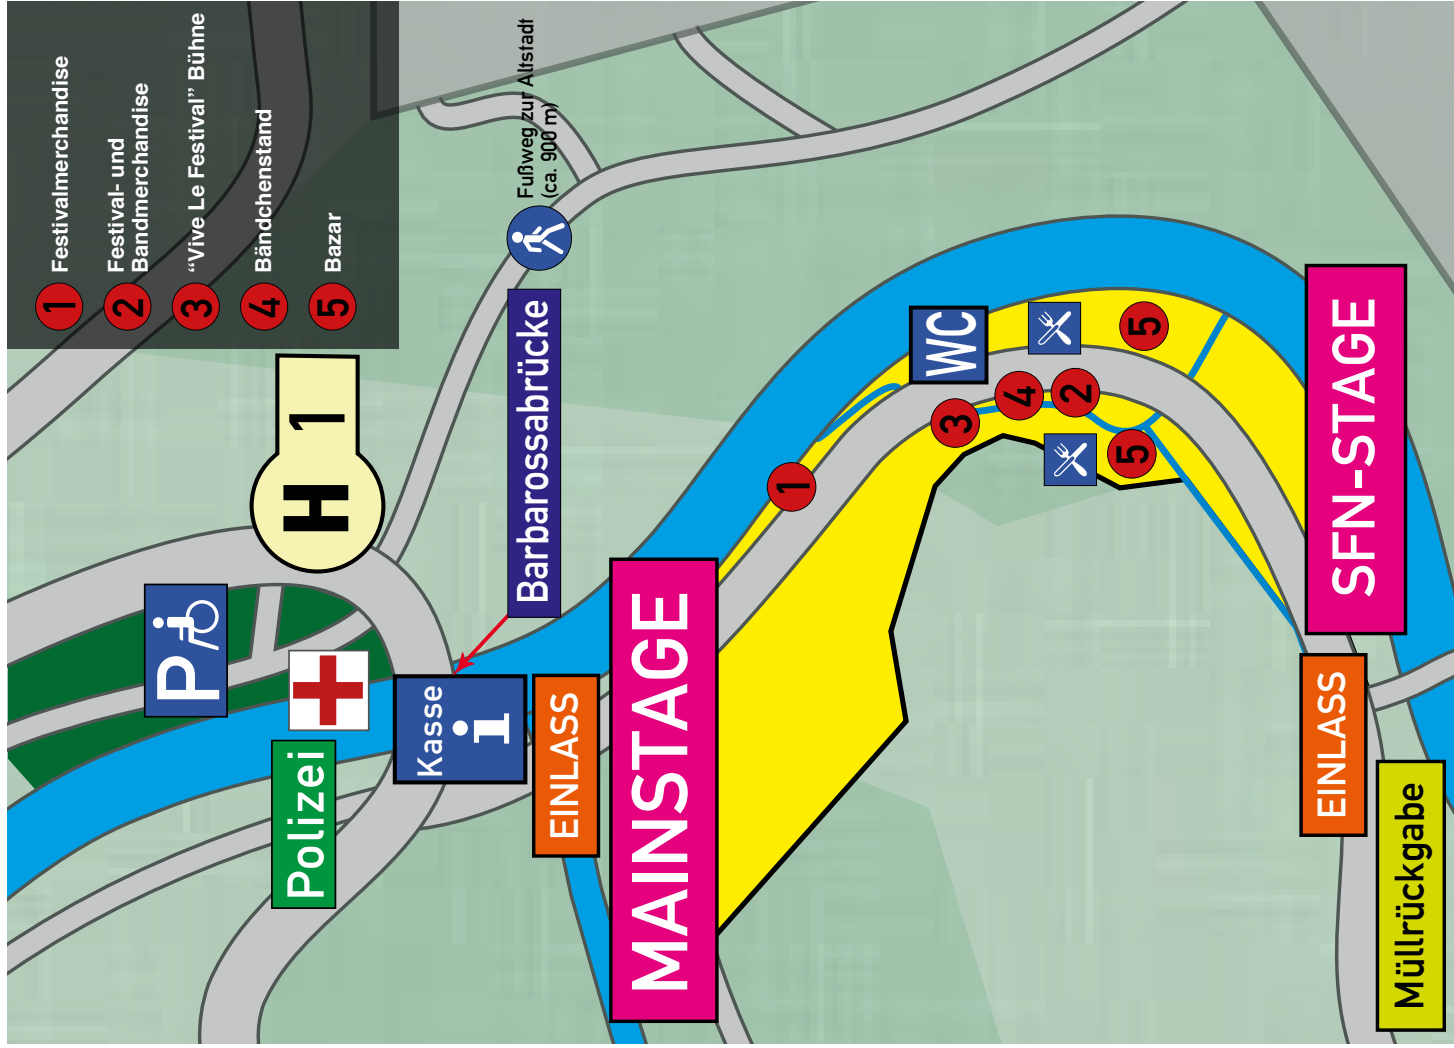 1 Festivalmerchandise
2 Festival- und
Bandmerchandise
3 “Vive Le Festival” Bühne
4 Bändchenstand
5 Bazar
Fußweg zur Altstadt
(ca. 900 m)
H 1
Barbarossabrücke
P
Polizei
Kasse
i
EINLASS
MAINSTAGE
1
WC
3
4
2
5
5
SFN-STAGE
EINLASS
Müllrückgabe